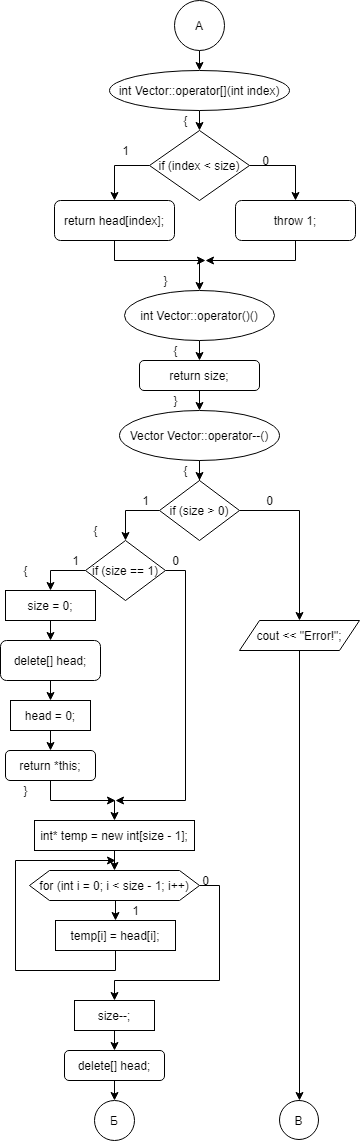 A
int Vector::operator[](int index)
{
if (index < size)
1
0
return head[index];
throw 1;
}
int Vector::operator()()
{
return size;
}
Vector Vector::operator--()
{
if (size > 0)
1
0
{
if (size == 1)
1
0
{
size = 0;
cout << "Error!";
delete[] head;
head = 0;
return *this;
}
int* temp = new int[size - 1];
for (int i = 0; i < size - 1; i++)
0
1
temp[i] = head[i];
size--;
delete[] head;
Б
В